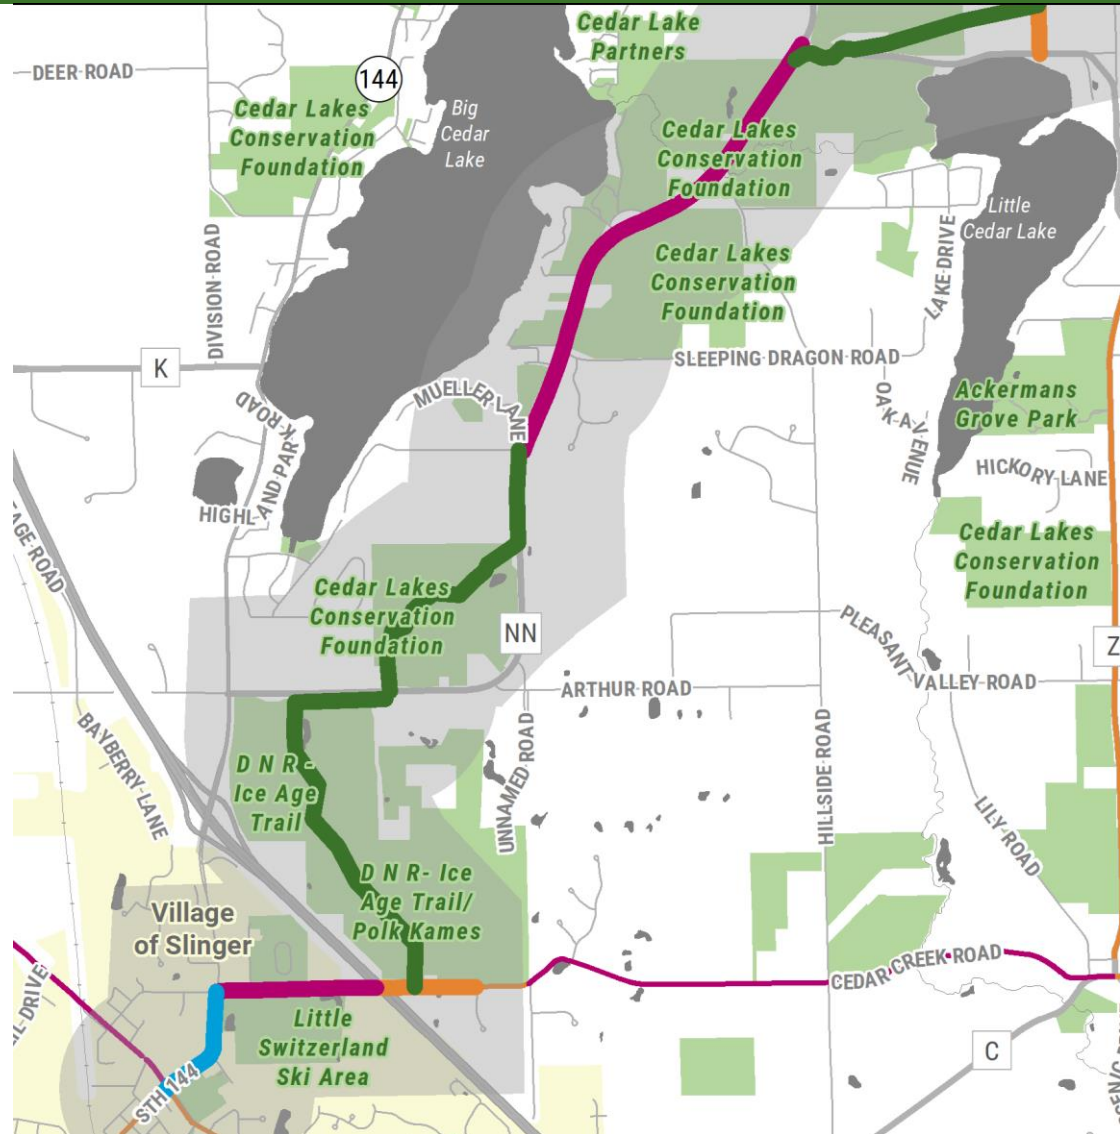 Cedar Lake
Partners
DEER ROAD
144
Cedar Lakes
Conservation
Foundation
Big
Cedar
Lake
Cedar Lakes
Conservation
Foundation
Little
Cedar Lake
LAKE DRIVE
DIVISION ROAD
Cedar Lakes
Conservation
Foundation
K
SLEEPING DRAGON ROAD
MUELLER LANE
OAK AVENUE
Ackermans
Grove Park
HIGHLAND PARK ROAD
HICKORY LANE
TAGE ROAD
Cedar Lakes
Conservation
Foundation
Cedar Lakes
Conservation
Foundation
NN
Z
PLEASANT VALLEY ROAD
ARTHUR ROAD
BAYBERRY LANE
UNNAMED ROAD
HILLSIDE ROAD
LILY ROAD
D N R -
Ice Age
Trail
D N R - Ice
Age Trail/
Polk Kames
Village
of Slinger
CEDAR CREEK ROAD
IL DRIVE
Little
Switzerland
Ski Area
C
STH 144